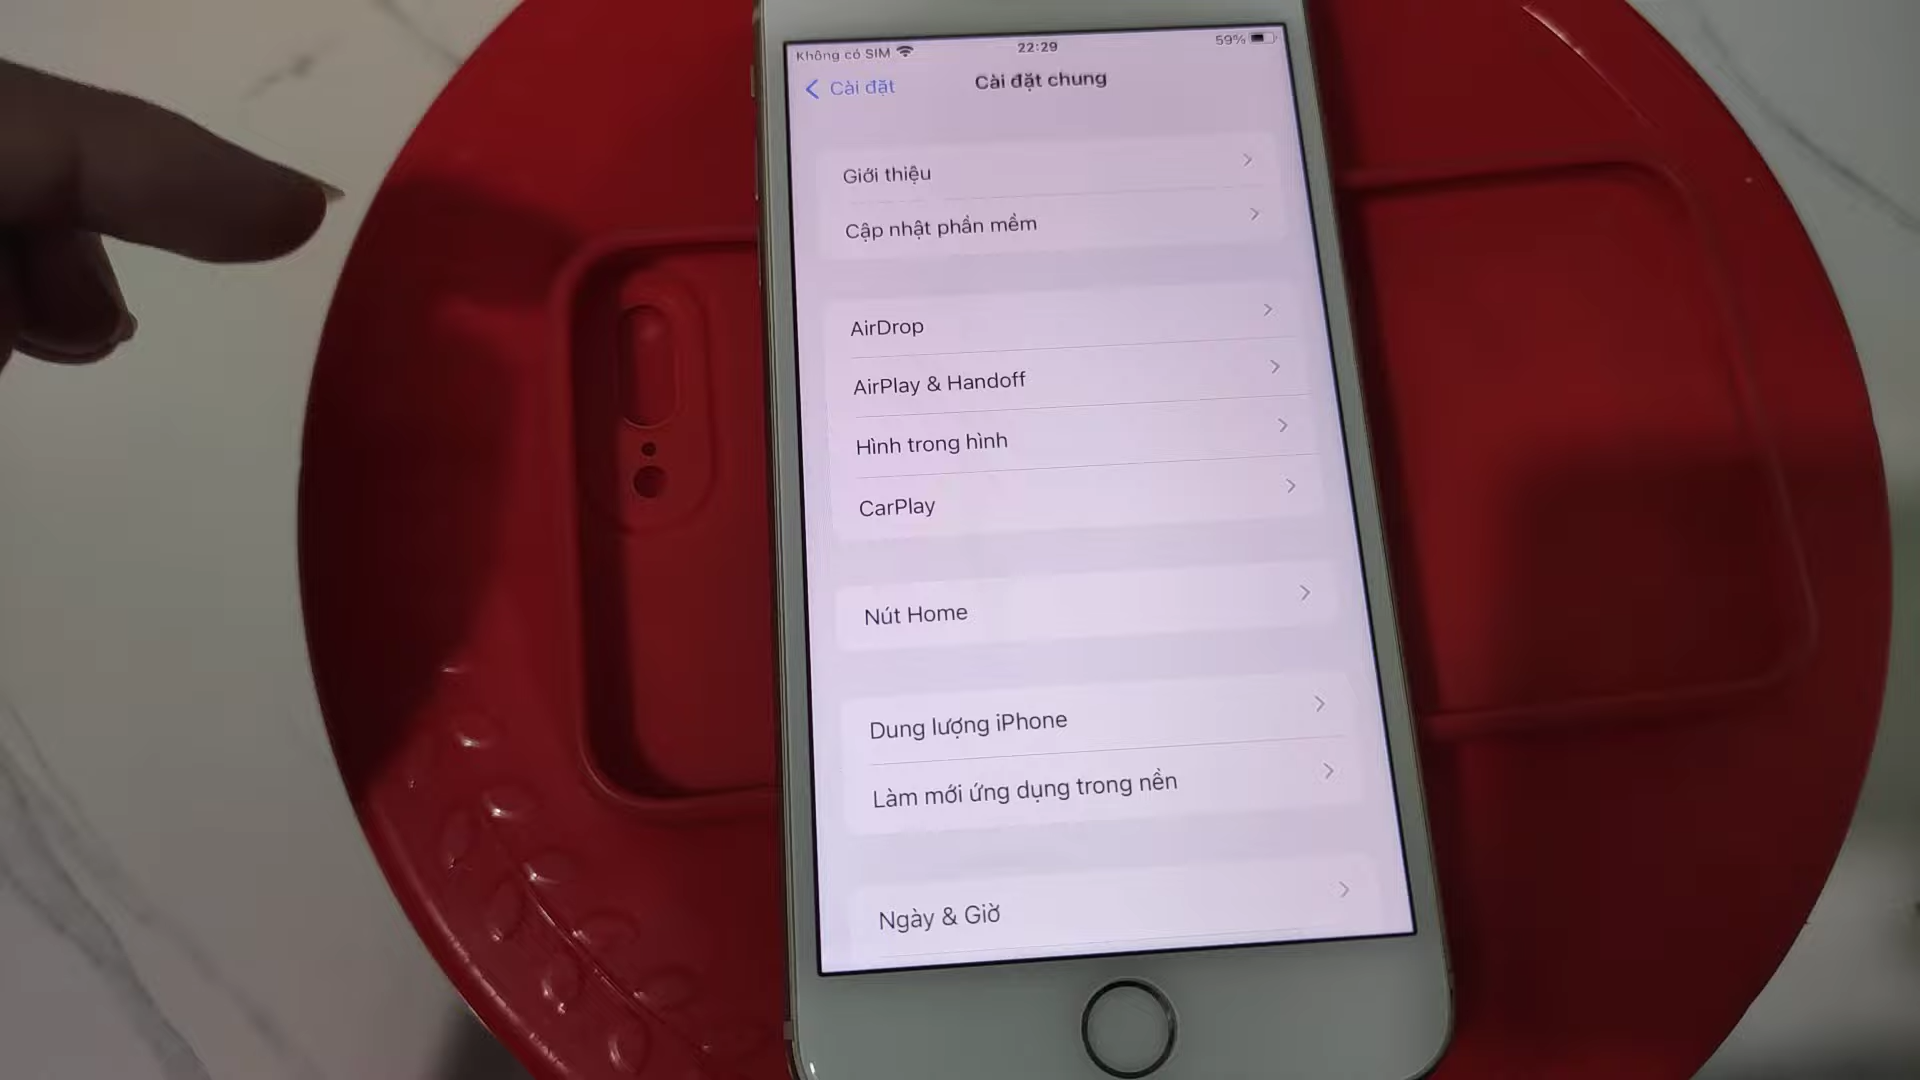 Không có SIM 22:29 59%
Cài đặt Cài đặt chung
Giới thiệu
Cập nhật phần mềm
AirDrop
AirPlay & Handoff
Hình trong hình
CarPlay
Nút Home
Dung lượng iPhone
Làm mới ứng dụng trong nền
Ngày & Giờ